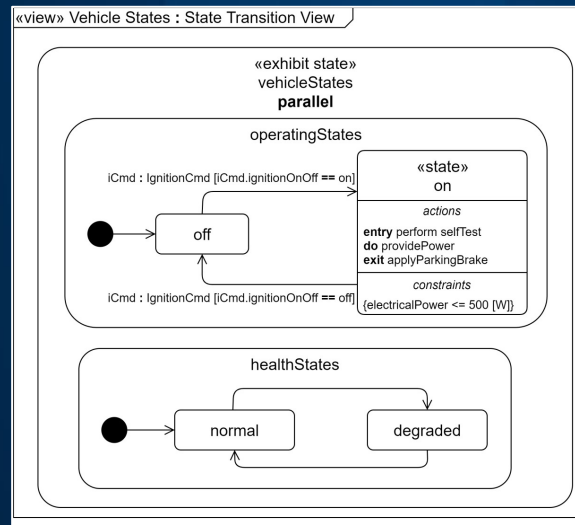 «view» Vehicle States : State Transition View
«exhibit state»
vehicleStates
parallel
operatingStates
iCmd : IgnitionCmd [iCmd.ignitionOnOff == on]
off
«state»
on
actions
entry perform selfTest
do providePower
exit applyParkingBrake
constraints
{electricalPower <= 500 [W]}
iCmd : IgnitionCmd [iCmd.ignitionOnOff == off]
healthStates
normal
degraded